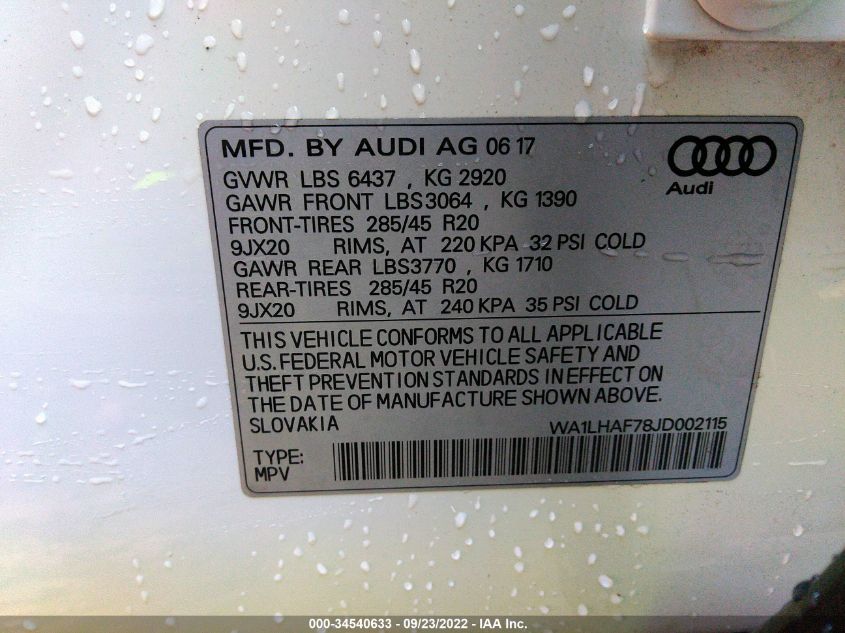 MFD. BY AUDI AG 06 17
Audi
GVWR LBS 6437 , KG 2920
GAWR FRONT LBS3064 , KG 1390
FRONT-TIRES 285/45 R20
9JX20 RIMS, AT 220 KPA 32 PSI COLD
GAWR REAR LBS3770 , KG 1710
REAR-TIRES 285/45 R20
9JX20 RIMS, AT 240 KPA 35 PSI COLD
THIS VEHICLE CONFORMS TO ALL APPLICABLE
U.S. FEDERAL MOTOR VEHICLE SAFETY AND
THEFT PREVENTION STANDARDS IN EFFECT ON
THE DATE OF MANUFACTURE SHOWN ABOVE.
SLOVAKIA WA1LHAF78JD002115
TYPE:
MPV
000-34540633 - 09/23/2022 - IAA Inc.